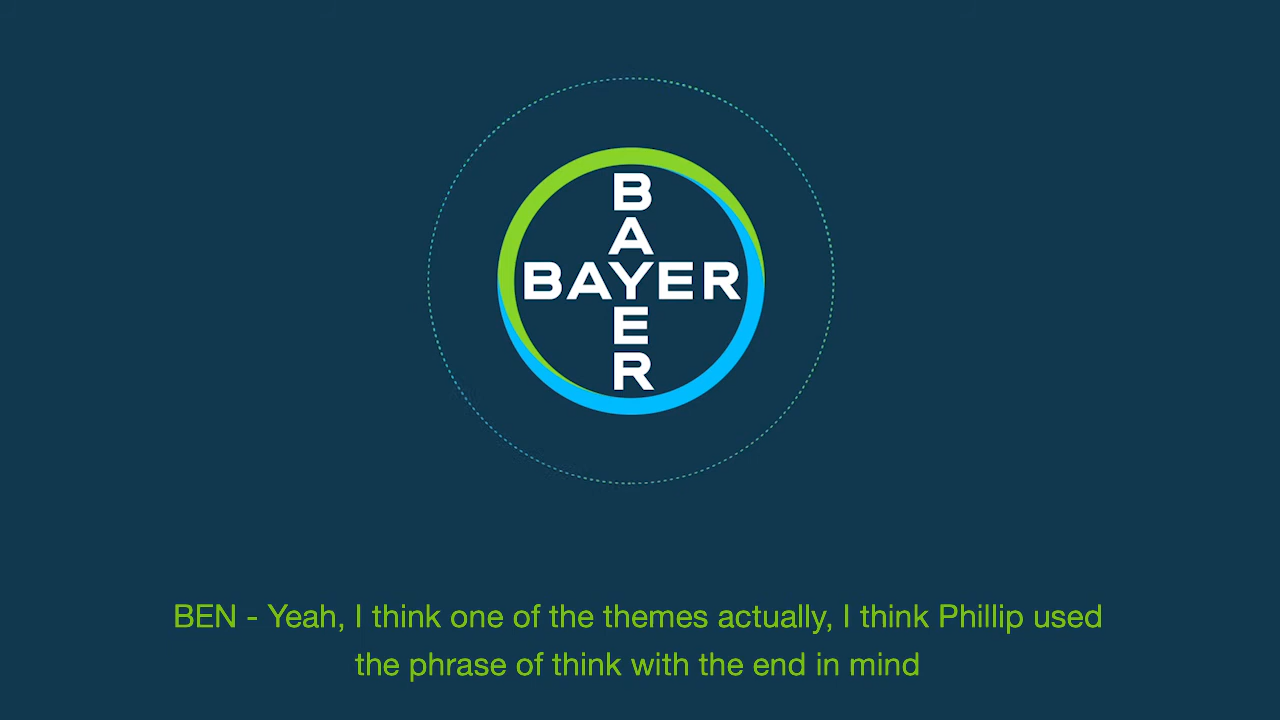 BAYER
BAYER
BEN - Yeah, I think one of the themes actually, I think Phillip used
the phrase of think with the end in mind